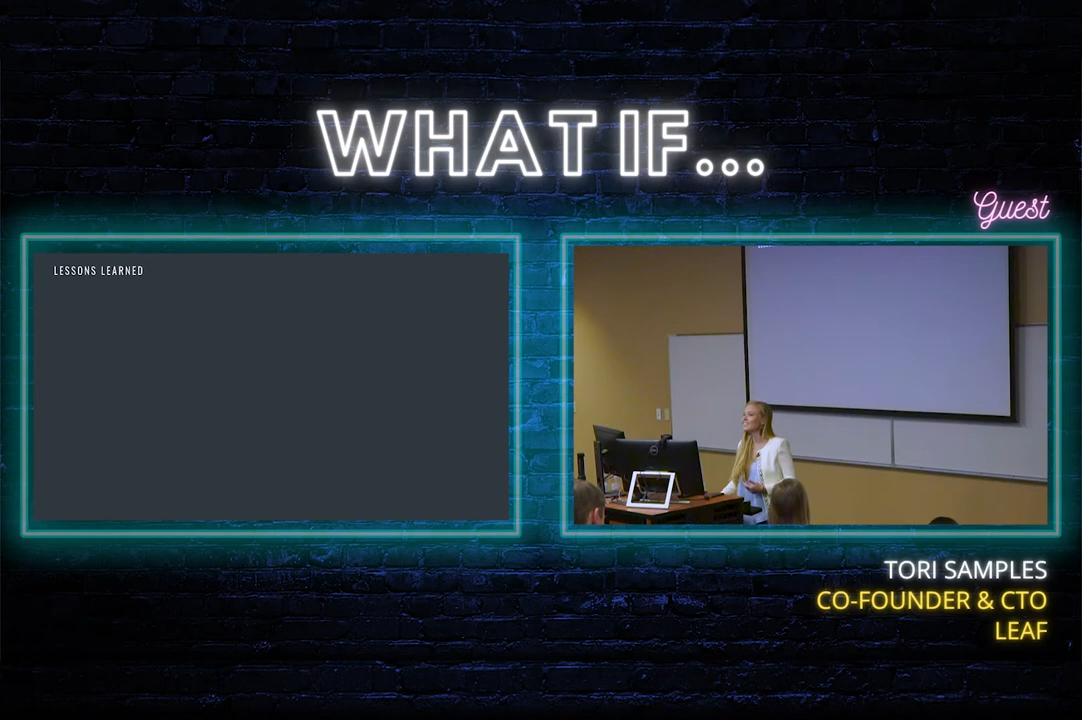 WHAT IF...
Guest
LESSONS LEARNED
TORI SAMPLES
CO-FOUNDER & CTO
LEAF